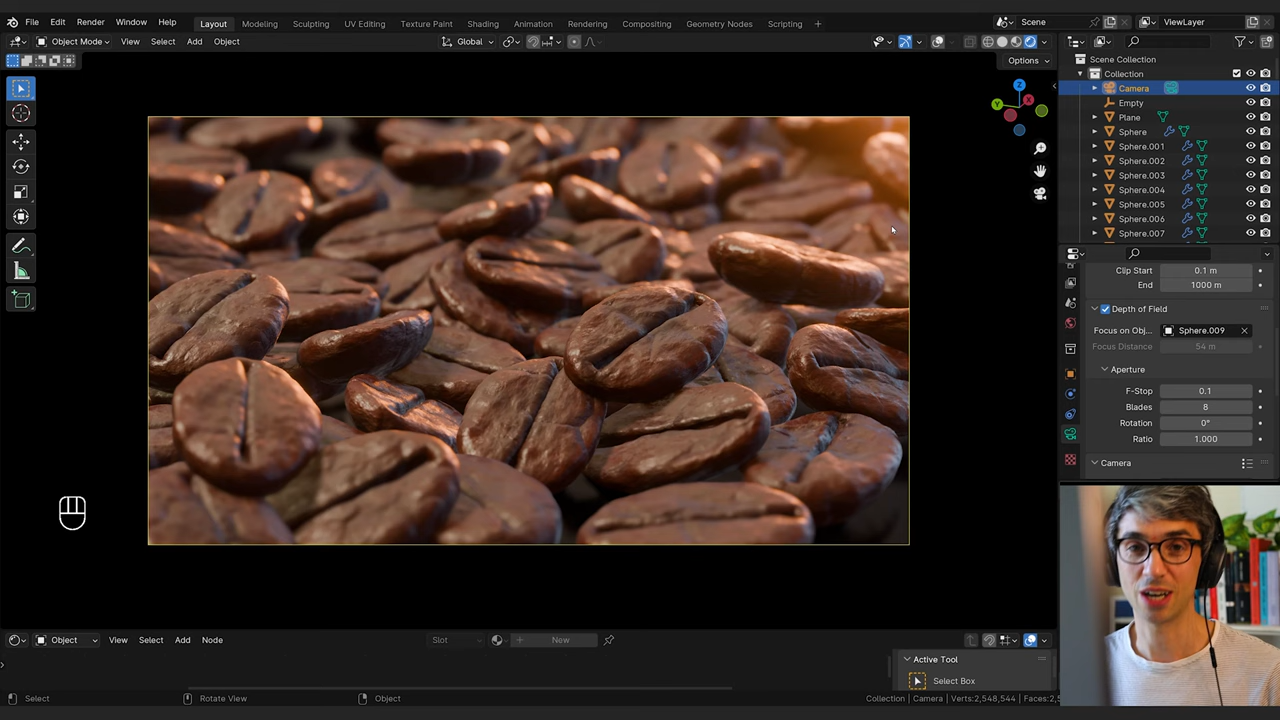 File Edit Render Window Help Layout Modeling Sculpting UV Editing Texture Paint Shading Animation Rendering Compositing Geometry Nodes Scripting + Scene ViewLayer
Object Mode View Select Add Object Global
Options
Scene Collection
Collection
Camera
Empty
Plane
Sphere
Sphere.001
Sphere.002
Sphere.003
Sphere.004
Sphere.005
Sphere.006
Sphere.007
Z
Y
X
Clip Start 0.1 m
End 1000 m
Depth of Field
Focus on Obj... Sphere.009
Focus Distance 54 m
Aperture
F-Stop 0.1
Blades 8
Rotation 0°
Ratio 1.000
Camera
Object View Select Add Node Slot New
Active Tool
Select Box
Select Rotate View Object Collection | Camera | Verts:2,548,544 | Faces:2,5